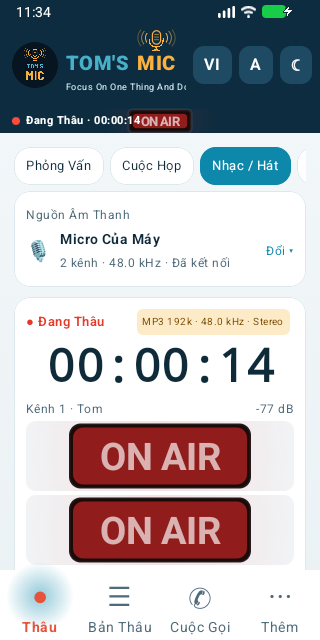 11:34
TOM'S MIC
TOM'S MIC
Focus On One Thing And Do
VI
A
Đang Thâu · 00:00:14
ON AIR
Phỏng Vấn
Cuộc Họp
Nhạc / Hát
Nguồn Âm Thanh
Micro Của Máy
2 kênh · 48.0 kHz · Đã kết nối
Đổi
Đang Thâu
MP3 192k · 48.0 kHz · Stereo
00:00:14
Kênh 1 · Tom
-77 dB
ON AIR
ON AIR
Thâu
Bản Thâu
Cuộc Gọi
Thêm